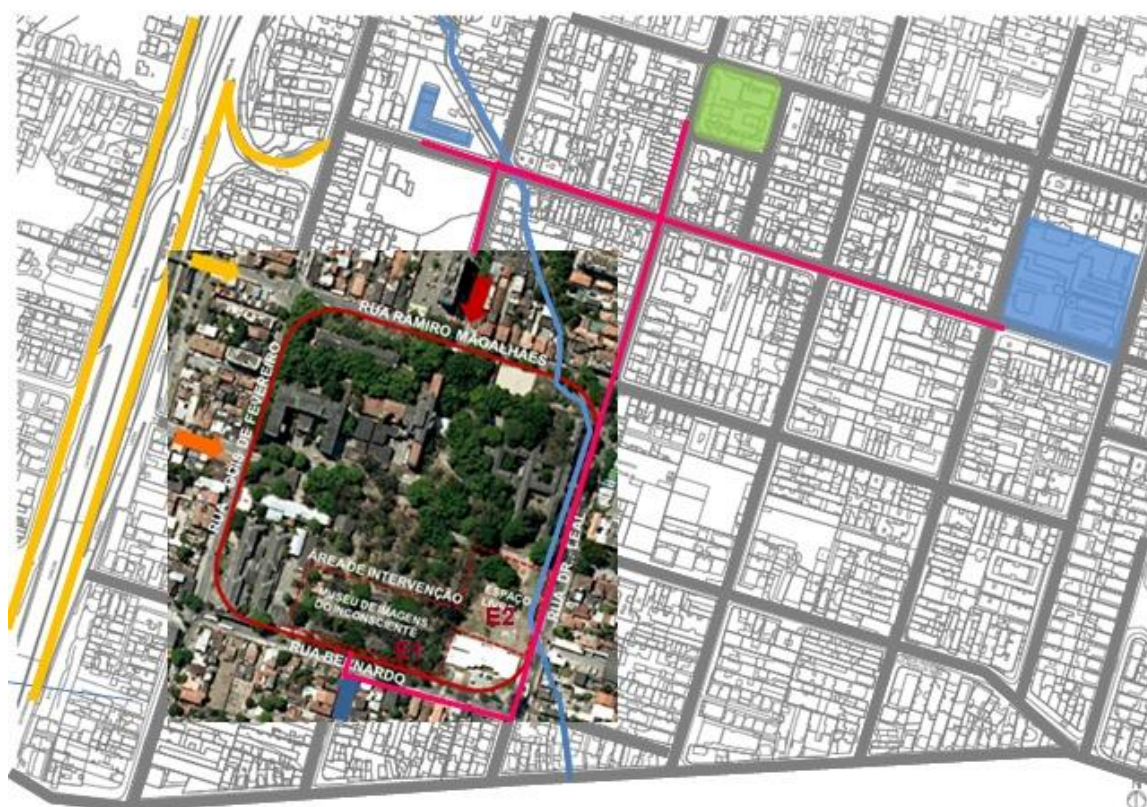 RUA RAMIRO MAGALHÃES
RUA DOIS DE FEVEREIRO
ÁREA DE INTERVENÇÃO
MUSEU DE IMAGENS
DO INCONSCIENTE
ESPAÇO
E2
RUA DR. LEAL
RUA BERNARDO